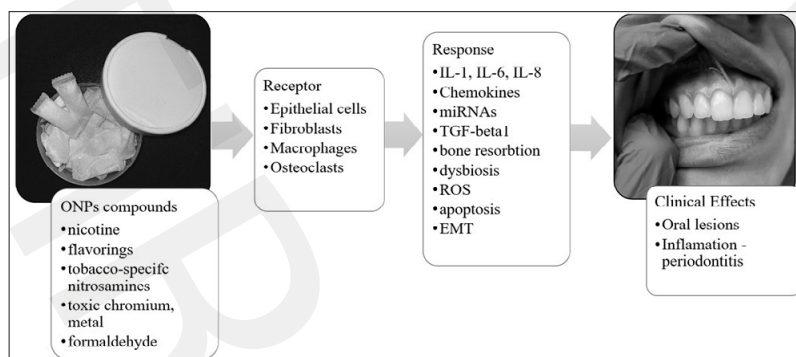 ONPs compounds
•nicotine
•flavorings
•tobacco-specifc
nitrosamines
•toxic chromium,
metal
•formaldehyde
Receptor
•Epithelial cells
•Fibroblasts
•Macrophages
•Osteoclasts
Response
•IL-1, IL-6, IL-8
•Chemokines
•miRNAs
•TGF-beta1
•bone resorbtion
•dysbiosis
•ROS
•apoptosis
•EMT
Clinical Effects
•Oral lesions
•Inflamation -
periodontitis